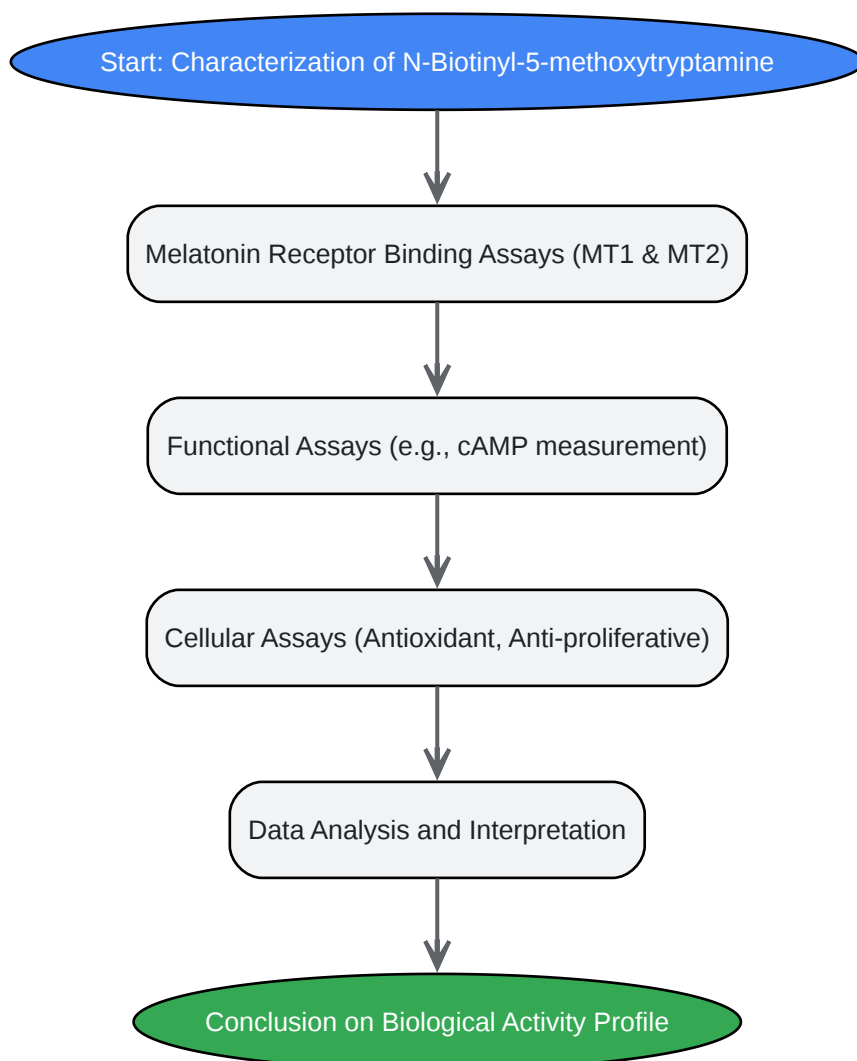 Start: Characterization of N-Biotinyl-5-methoxytryptamine
Melatonin Receptor Binding Assays (MT1 & MT2)
Functional Assays (e.g., cAMP measurement)
Cellular Assays (Antioxidant, Anti-proliferative)
Data Analysis and Interpretation
Conclusion on Biological Activity Profile